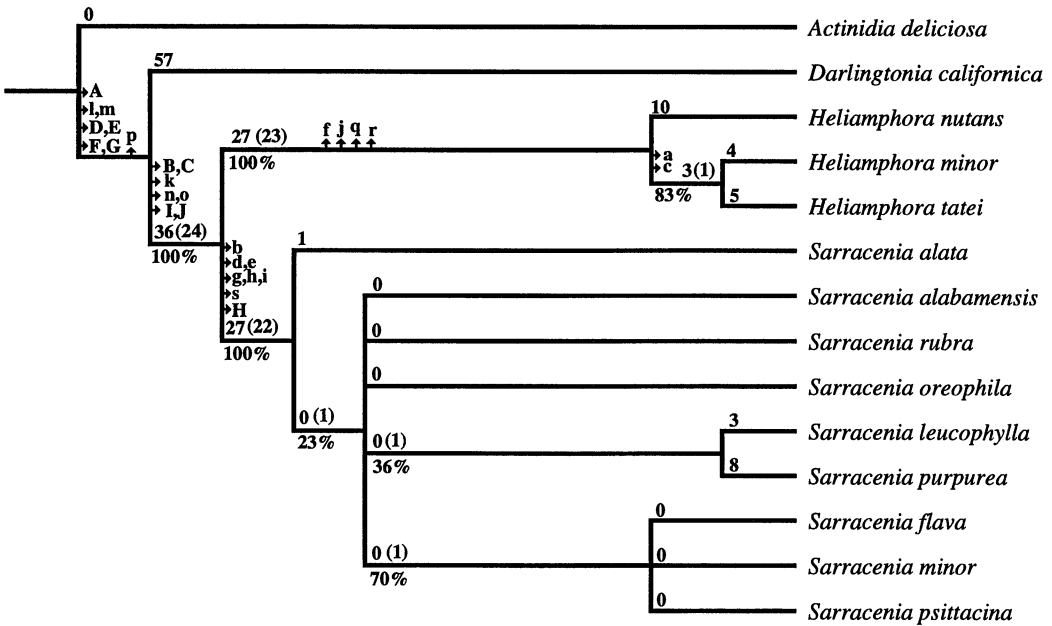 0
Actinidia deliciosa
57
Darlingtonia californica
A
l,m
D,E
p
F,G
10
Heliamphora nutans
27 (23)
f j q r
100%
a
c
3(1)
83%
4
Heliamphora minor
5
Heliamphora tatei
B,C
k
n,o
I,J
36(24)
100%
b
d,e
g,h,i
s
H
27(22)
100%
1
Sarracenia alata
0
Sarracenia alabamensis
0
Sarracenia rubra
0
Sarracenia oreophila
0 (1)
23%
0(1)
36%
3
Sarracenia leucophylla
8
Sarracenia purpurea
0 (1)
70%
0
Sarracenia flava
0
Sarracenia minor
0
Sarracenia psittacina